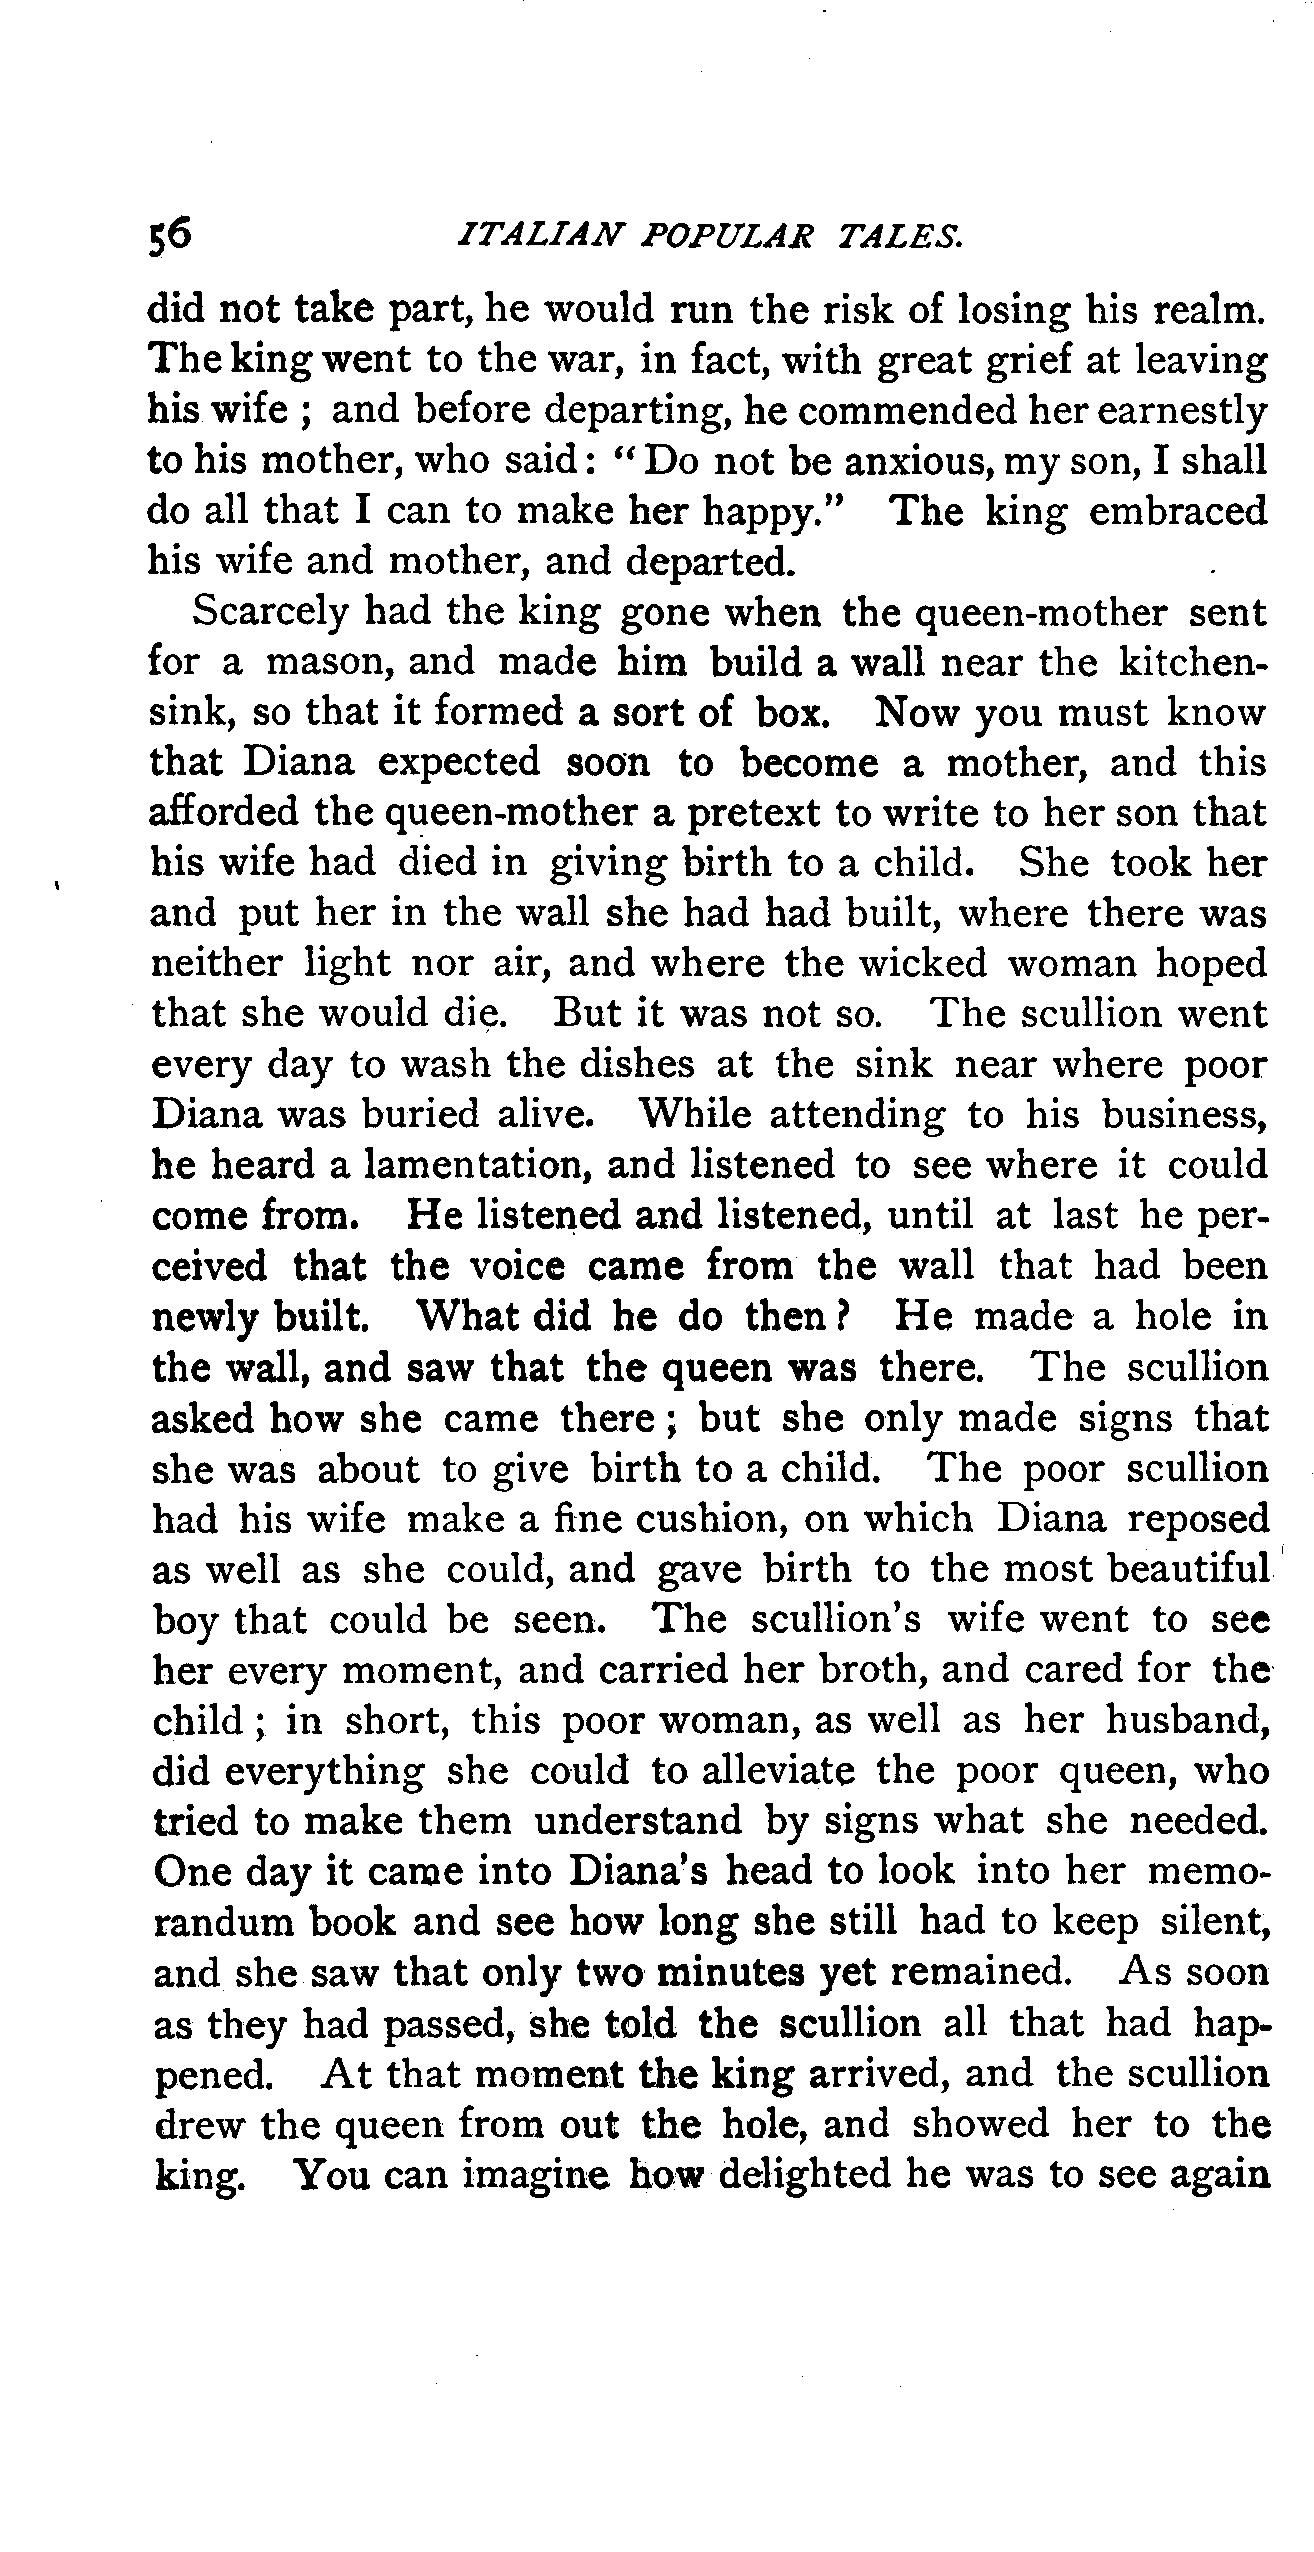 56 ITALIAN POPULAR TALES.
did not take part, he would run the risk of losing his realm.
The king went to the war, in fact, with great grief at leaving
his wife ; and before departing, he commended her earnestly
to his mother, who said: “Do not be anxious, my son, I shall
do all that I can to make her happy.” The king embraced
his wife and mother, and departed.
Scarcely had the king gone when the queen-mother sent
for a mason, and made him build a wall near the kitchen-
sink, so that it formed a sort of box. Now you must know
that Diana expected soon to become a mother, and this
afforded the queen-mother a pretext to write to her son that
his wife had died in giving birth to a child. She took her
and put her in the wall she had had built, where there was
neither light nor air, and where the wicked woman hoped
that she would die. But it was not so. The scullion went
every day to wash the dishes at the sink near where poor
Diana was buried alive. While attending to his business,
he heard a lamentation, and listened to see where it could
come from. He listened and listened, until at last he per-
ceived that the voice came from the wall that had been
newly built. What did he do then ? He made a hole in
the wall, and saw that the queen was there. The scullion
asked how she came there ; but she only made signs that
she was about to give birth to a child. The poor scullion
had his wife make a fine cushion, on which Diana reposed
as well as she could, and gave birth to the most beautiful
boy that could be seen. The scullion's wife went to see
her every moment, and carried her broth, and cared for the
child ; in short, this poor woman, as well as her husband,
did everything she could to alleviate the poor queen, who
tried to make them understand by signs what she needed.
One day it came into Diana's head to look into her memo-
randum book and see how long she still had to keep silent,
and she saw that only two minutes yet remained. As soon
as they had passed, she told the scullion all that had hap-
pened. At that moment the king arrived, and the scullion
drew the queen from out the hole, and showed her to the
king. You can imagine how delighted he was to see again